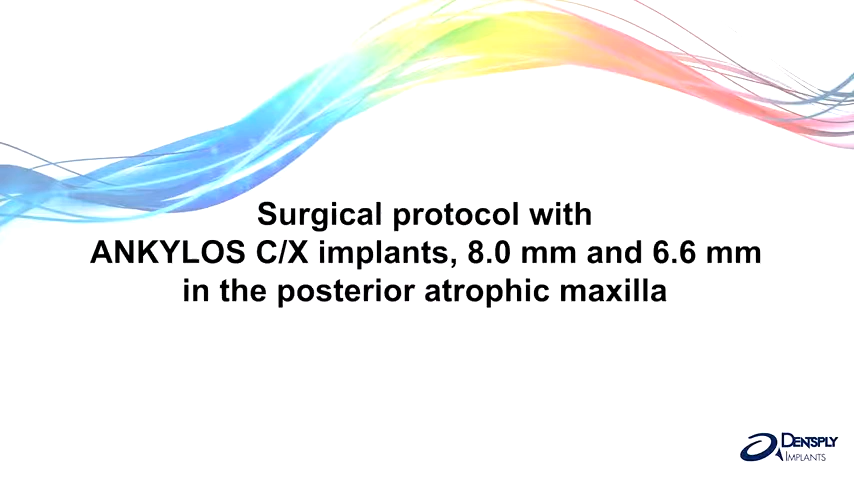 Surgical protocol with
ANKYLOS C/X implants, 8.0 mm and 6.6 mm
in the posterior atrophic maxilla
DENTSPLY
IMPLANTS